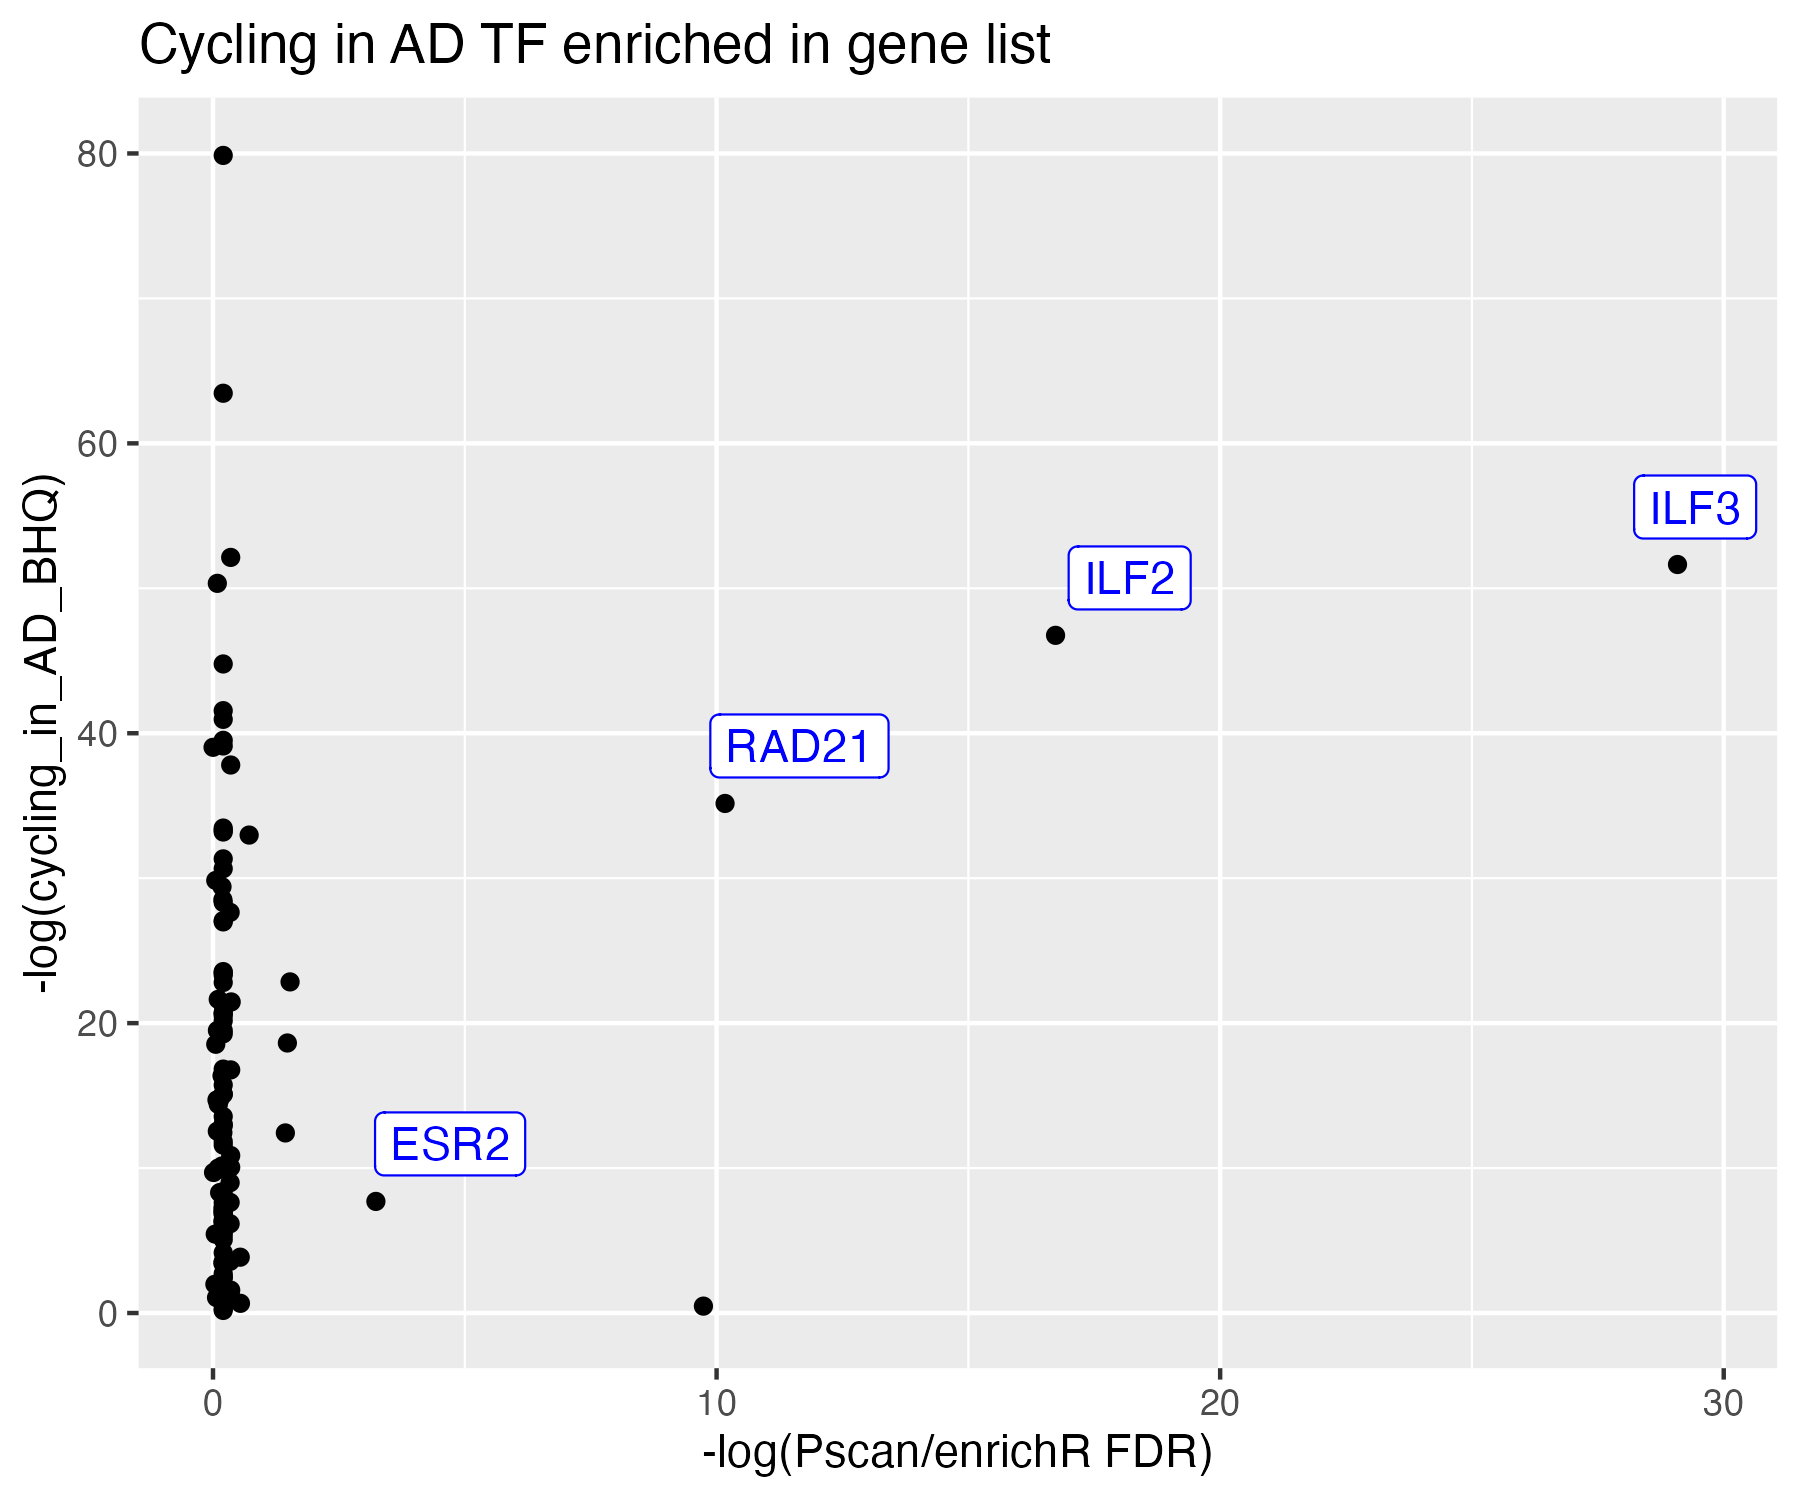 Cycling in AD TF enriched in gene list
-log(cycling_in_AD_BHQ)
80
60
40
20
0
ILF3
ILF2
RAD21
ESR2
0 10 20 30
-log(Pscan/enrichR FDR)